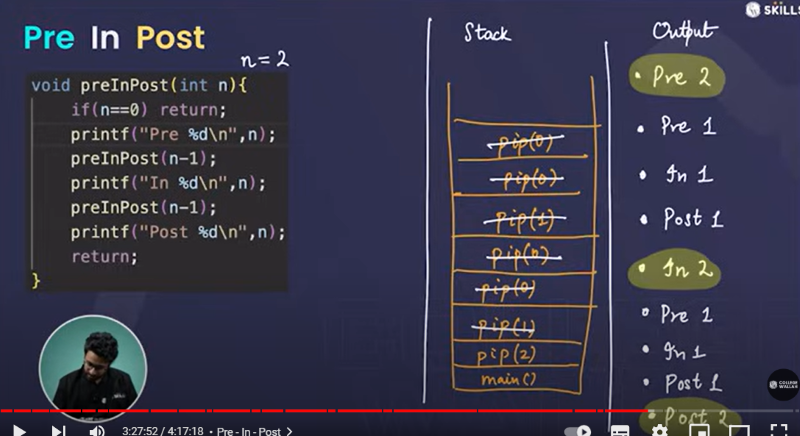 SKILLS
Pre In Post
n=2
void preInPost(int n){
if(n==0) return;
printf("Pre %d\n",n);
preInPost(n-1);
printf("In %d\n",n);
preInPost(n-1);
printf("Post %d\n",n);
return;
}
Stack
pip(0)
pip(0)
pip(1)
pip(0)
pip(1)
pip(2)
main()
Output
• Pre 2
• Pre 1
• In 1
• Post 1
• In 2
• Pre 1
• In 1
• Post 1
• Post 2
COLLEGE WALLAH
3:27:52 / 4:17:18 • Pre - In - Post >